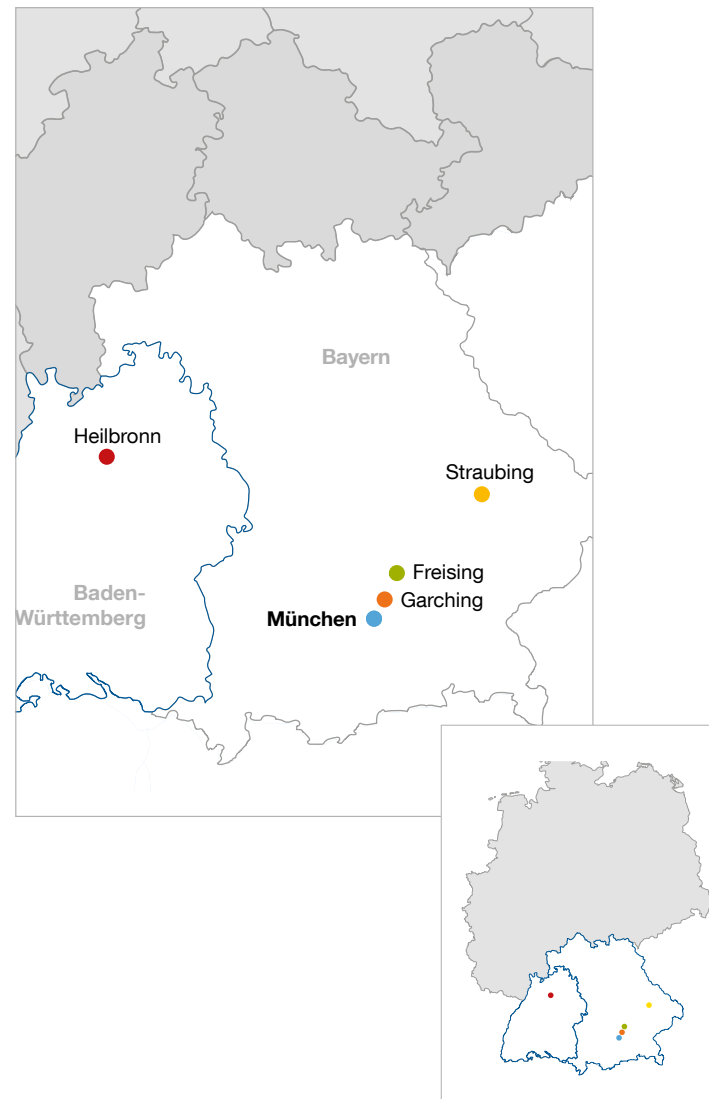 Bayern
Heilbronn
Straubing
Freising
Baden-
Württemberg
Garching
München